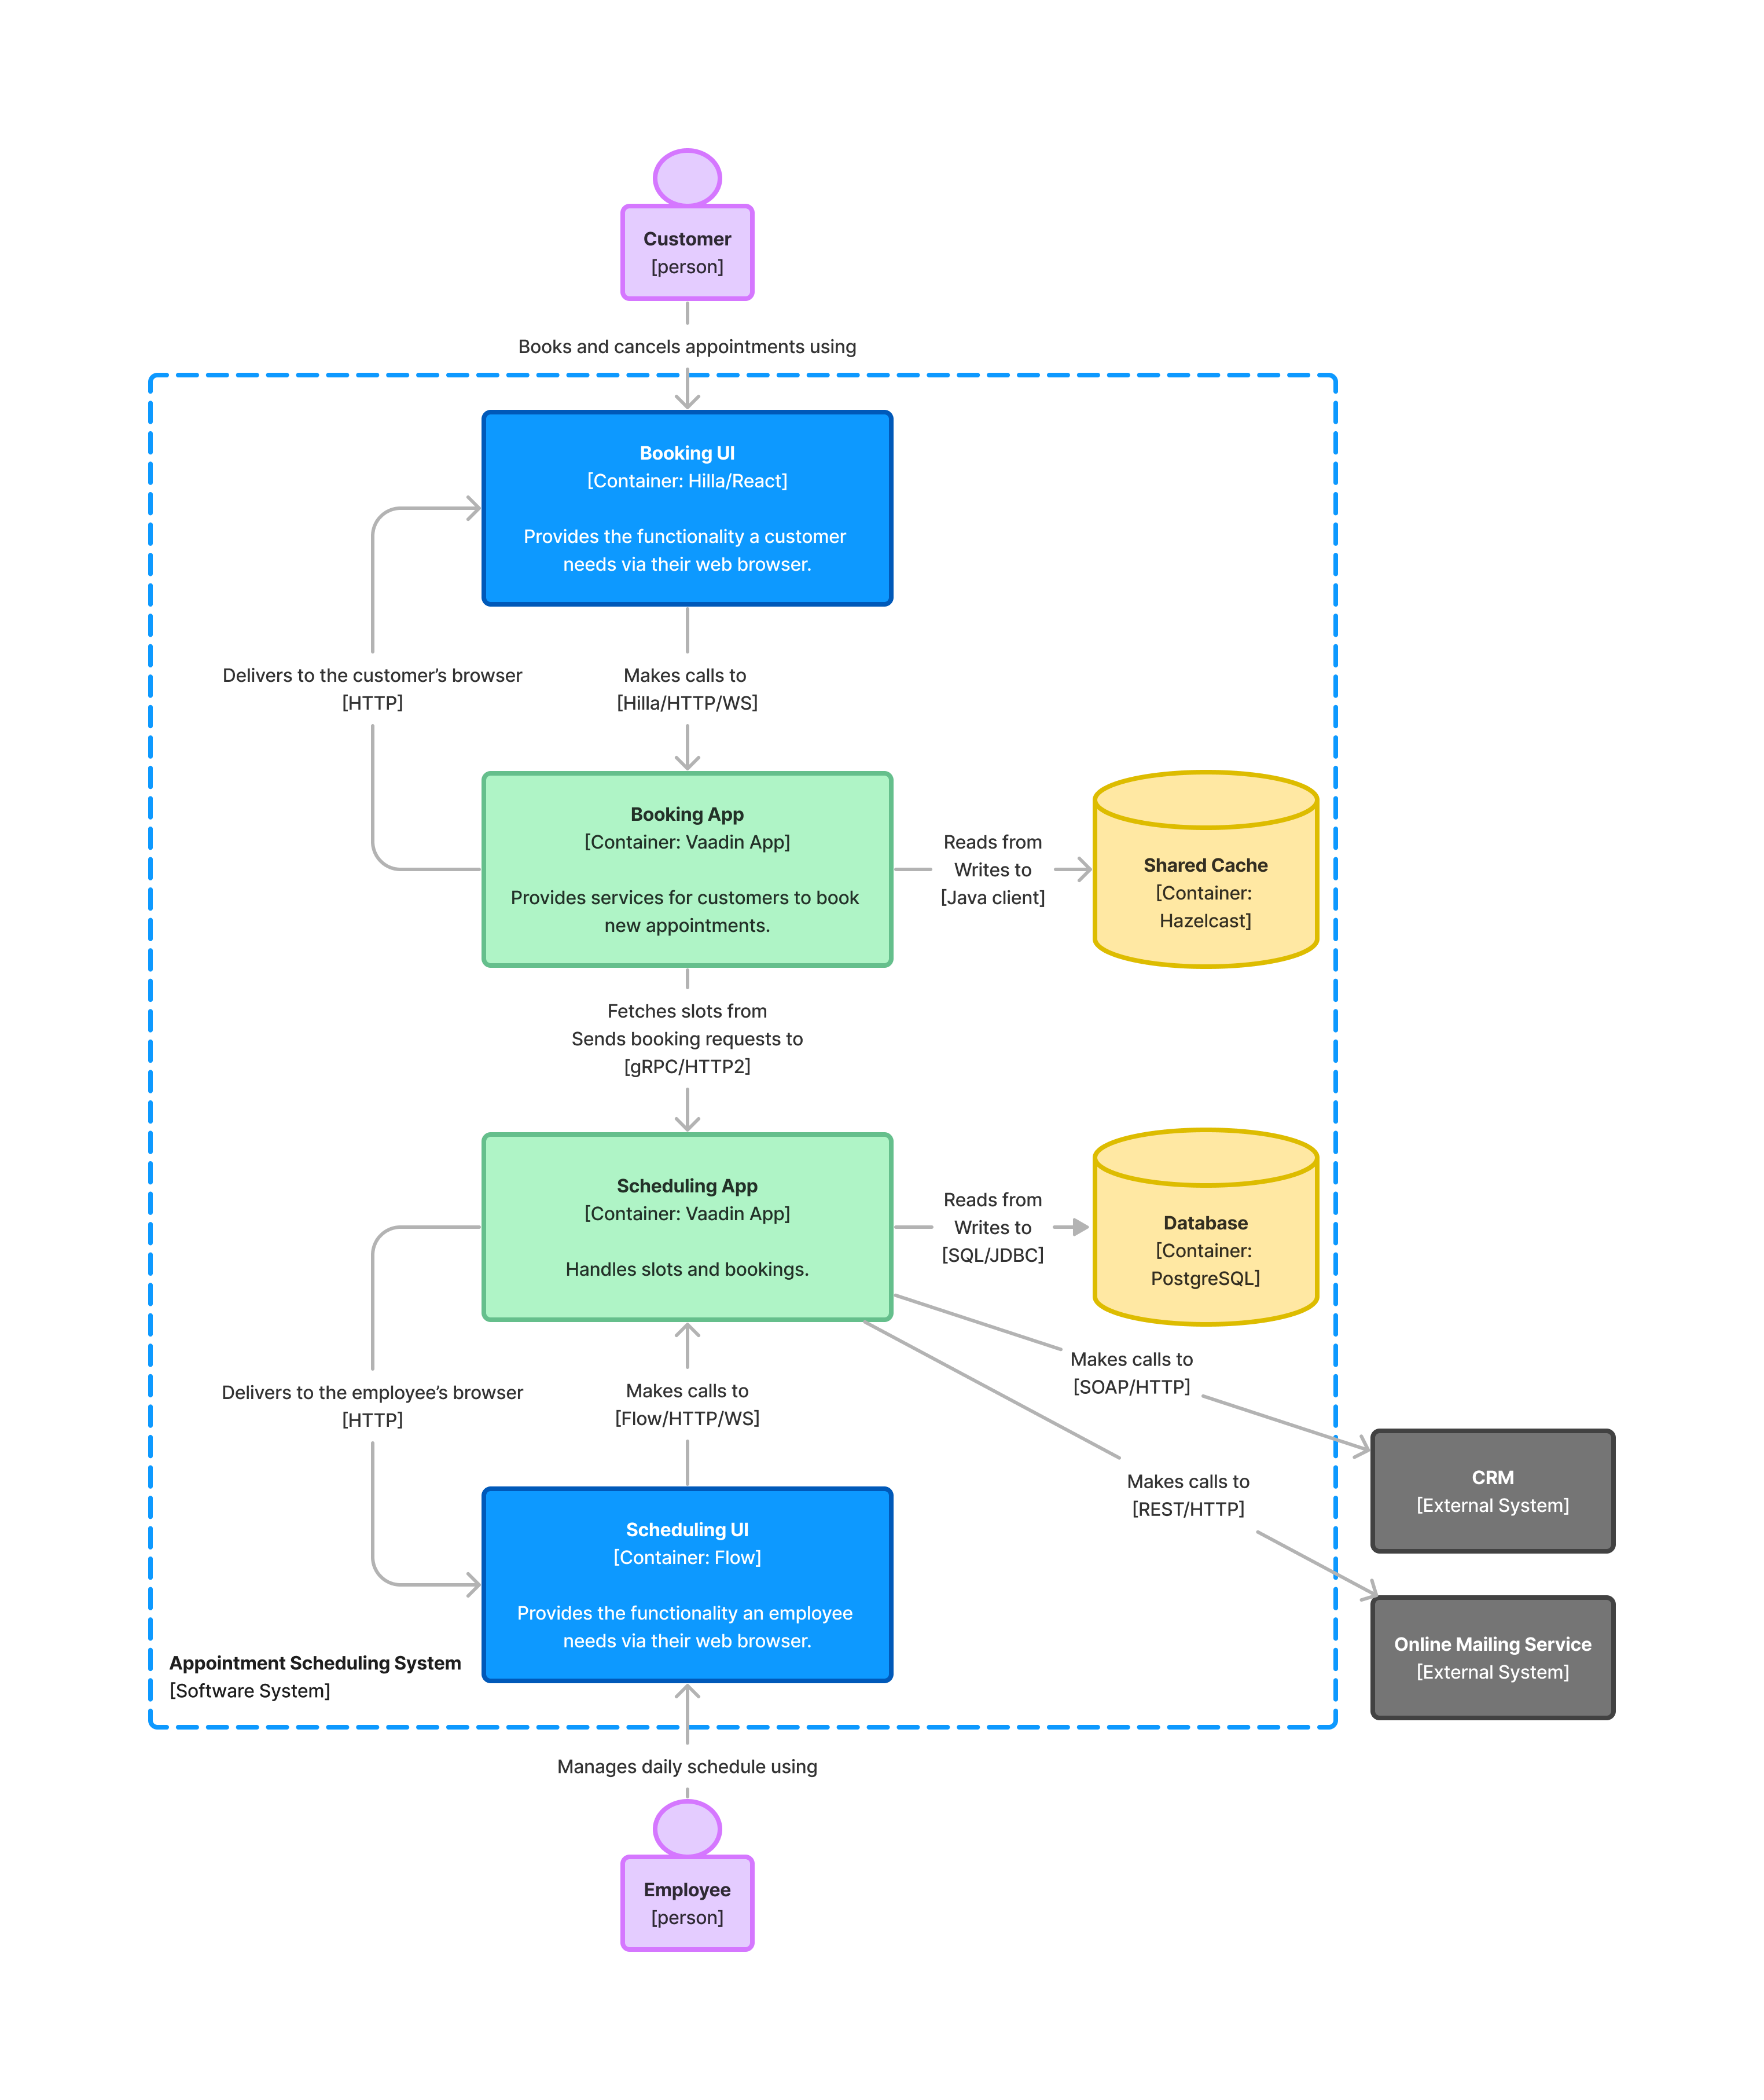 Customer
[person]
Books and cancels appointments using
Booking UI
[Container: Hilla/React]
Provides the functionality a customer
needs via their web browser.
Delivers to the customer’s browser
[HTTP]
Makes calls to
[Hilla/HTTP/WS]
Booking App
[Container: Vaadin App]
Provides services for customers to book
new appointments.
Reads from
Writes to
[Java client]
Shared Cache
[Container:
Hazelcast]
Fetches slots from
Sends booking requests to
[gRPC/HTTP2]
Scheduling App
[Container: Vaadin App]
Handles slots and bookings.
Reads from
Writes to
[SQL/JDBC]
Database
[Container:
PostgreSQL]
Makes calls to
[SOAP/HTTP]
Delivers to the employee’s browser
[HTTP]
Makes calls to
[Flow/HTTP/WS]
Makes calls to
[REST/HTTP]
CRM
[External System]
Scheduling UI
[Container: Flow]
Provides the functionality an employee
needs via their web browser.
Online Mailing Service
[External System]
Appointment Scheduling System
[Software System]
Manages daily schedule using
Employee
[person]